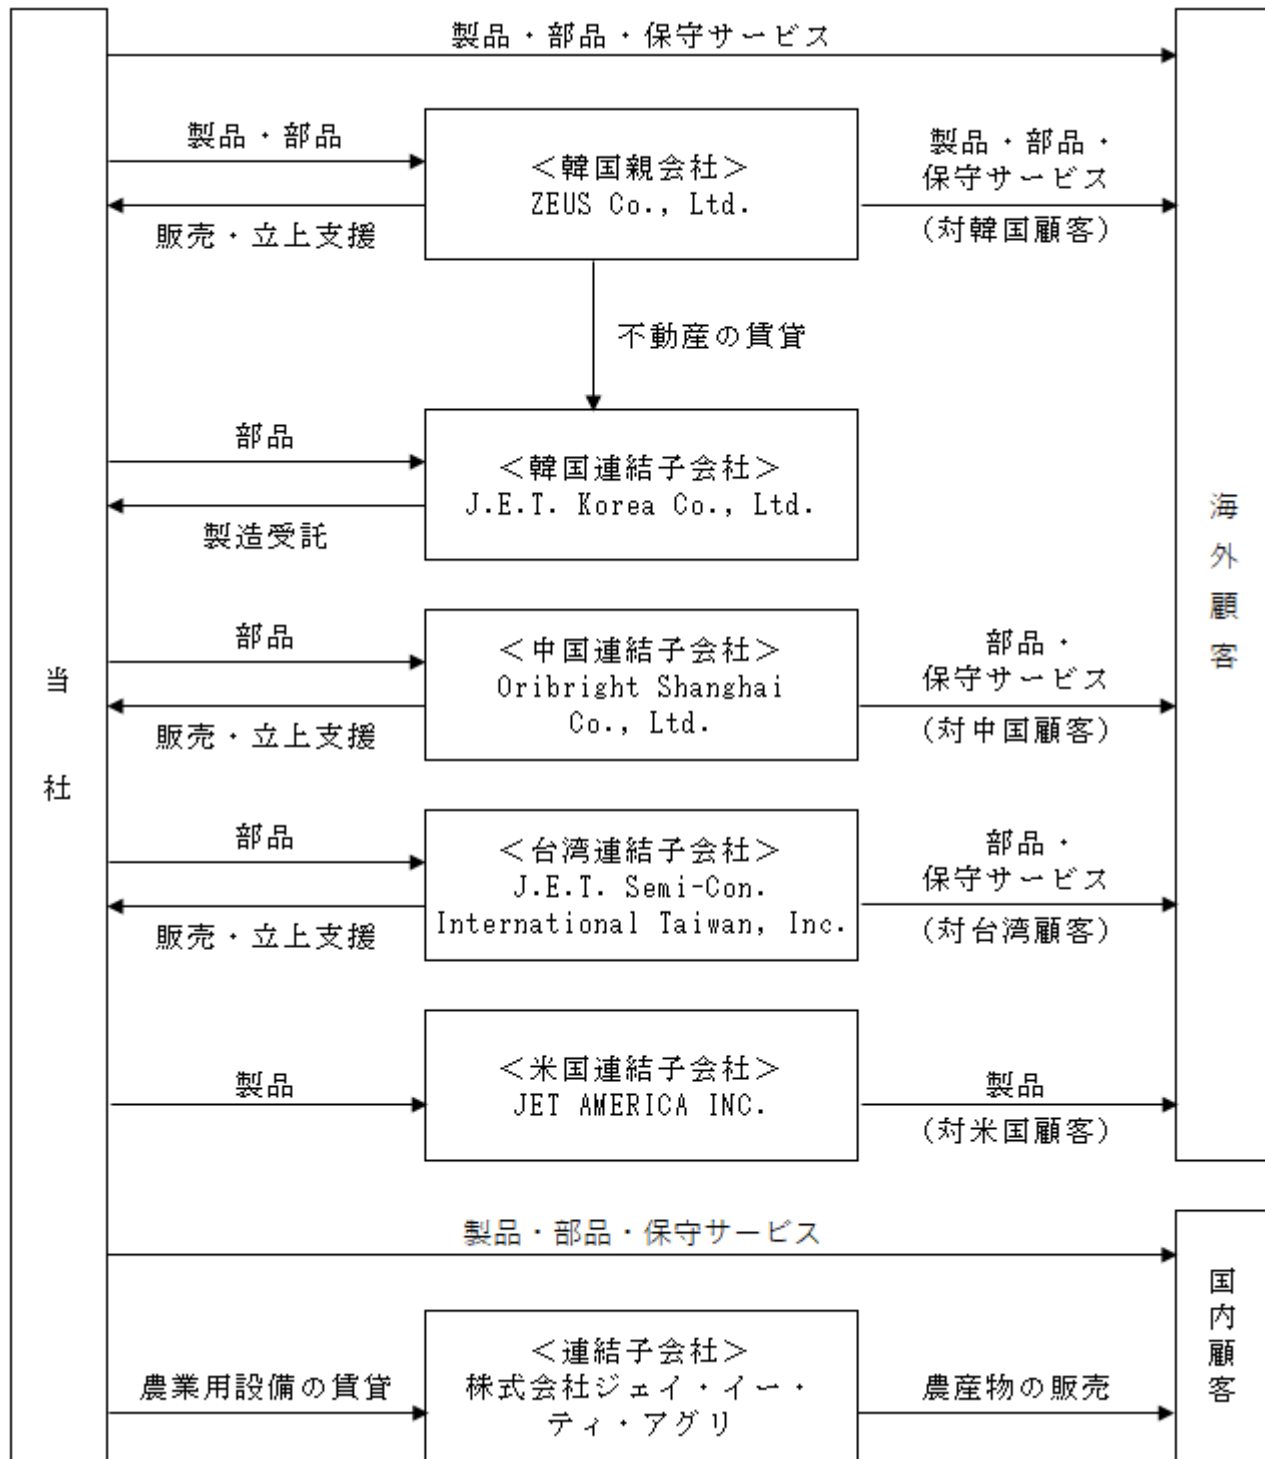 製品・部品・保守サービス
製品・部品
販売・立上支援
＜韓国親会社＞
ZEUS Co., Ltd.
製品・部品・
保守サービス
(対韓国顧客)
不動産の賃貸
部品
製造受託
＜韓国連結子会社＞
J.E.T. Korea Co., Ltd.
部品
販売・立上支援
＜中国連結子会社＞
Oribright Shanghai
Co., Ltd.
部品・
保守サービス
(対中国顧客)
部品
販売・立上支援
＜台湾連結子会社＞
J.E.T. Semi-Con.
International Taiwan, Inc.
部品・
保守サービス
(対台湾顧客)
製品
＜米国連結子会社＞
JET AMERICA INC.
製品
(対米国顧客)
当社
海外顧客
製品・部品・保守サービス
農業用設備の賃貸
＜連結子会社＞
株式会社ジェイ・イー・
ティ・アグリ
農産物の販売
国内顧客